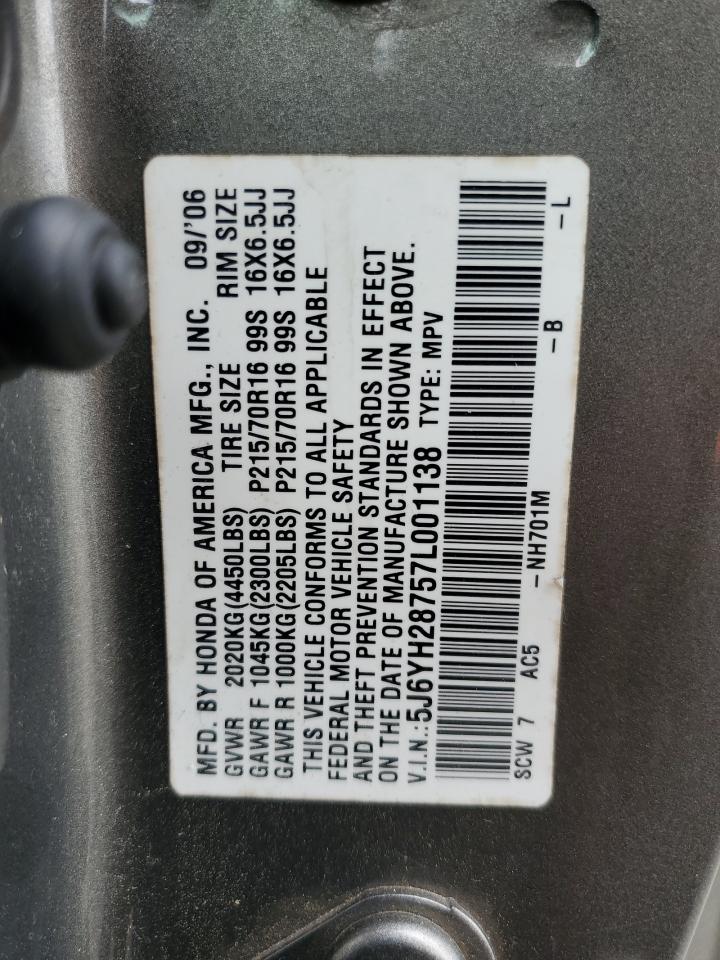 MFD. BY HONDA OF AMERICA MFG., INC. 09/'06
GVWR 2020KG(4450LBS) TIRE SIZE RIM SIZE
GAWR F 1045KG(2300LBS) P215/70R16 99S 16X6.5JJ
GAWR R 1000KG(2205LBS) P215/70R16 99S 16X6.5JJ
THIS VEHICLE CONFORMS TO ALL APPLICABLE
FEDERAL MOTOR VEHICLE SAFETY
AND THEFT PREVENTION STANDARDS IN EFFECT
ON THE DATE OF MANUFACTURE SHOWN ABOVE.
V.I.N.:5J6YH28757L001138 TYPE: MPV
SCW 7 AC5 -NH701M -B -L